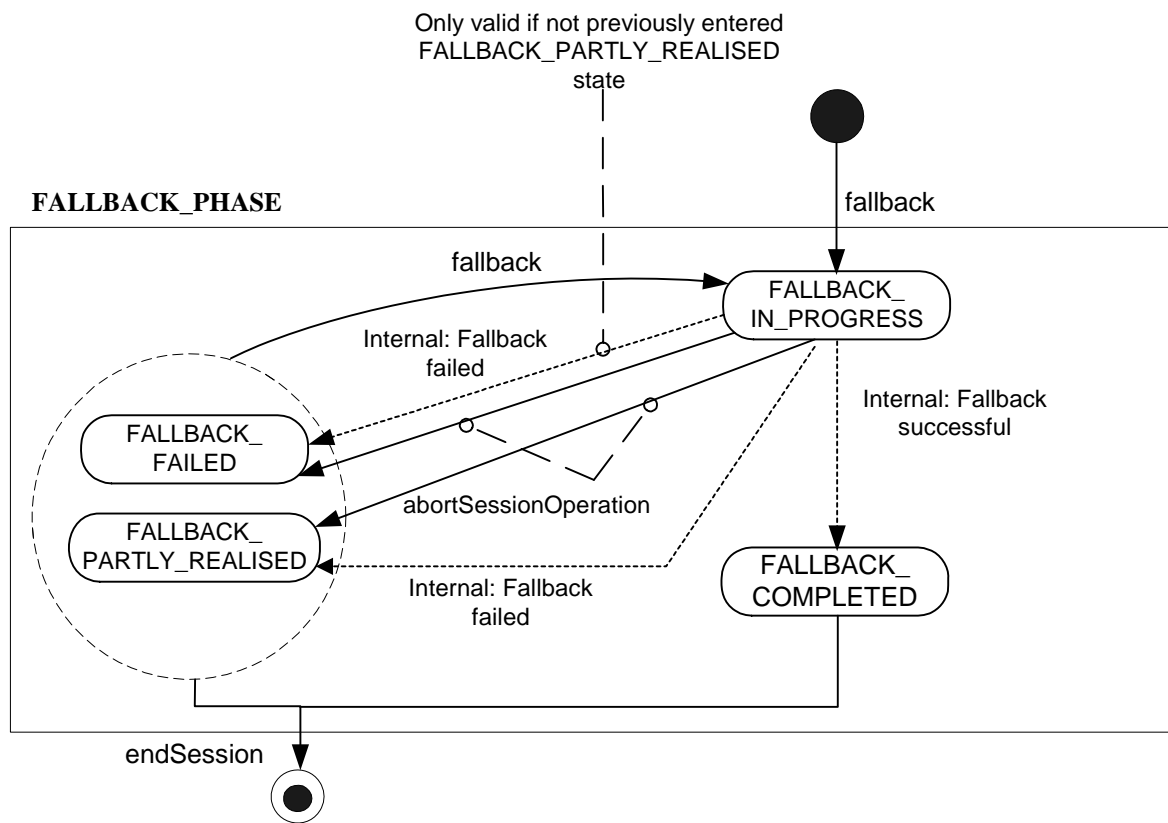 Only valid if not previously entered
FALLBACK_PARTLY_REALISED
state
fallback
FALLBACK_PHASE
fallback
FALLBACK_
IN_PROGRESS
Internal: Fallback
failed
Internal: Fallback
successful
FALLBACK_
FAILED
abortSessionOperation
FALLBACK_
PARTLY_REALISED
FALLBACK_
COMPLETED
Internal: Fallback
failed
endSession